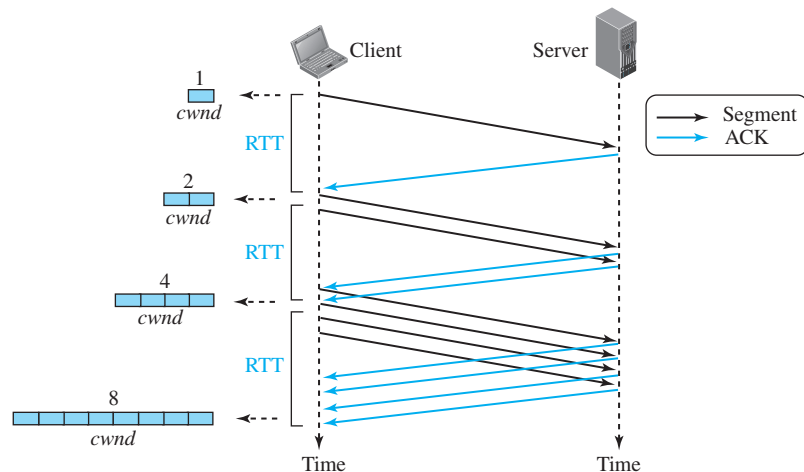 Client
Server
1
cwnd
RTT
Segment
ACK
2
cwnd
RTT
4
cwnd
RTT
8
cwnd
Time
Time